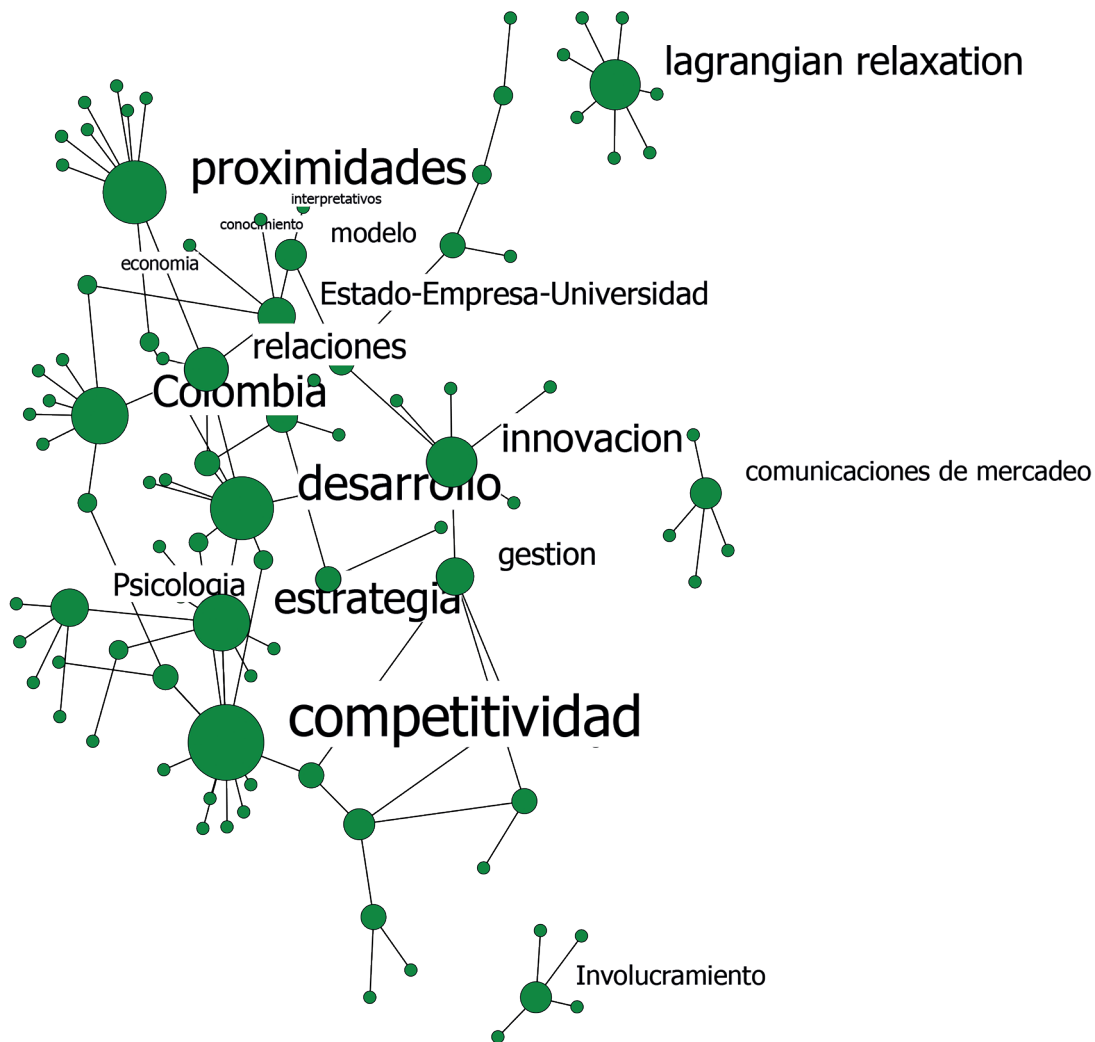 lagrangian relaxation
proximidades
interpretativos
conocimiento
modelo
economia
Estado-Empresa-Universidad
relaciones
Colombia
innovacion
comunicaciones de mercadeo
desarrollo
gestion
Psicologia
estrategia
competitividad
Involucramiento